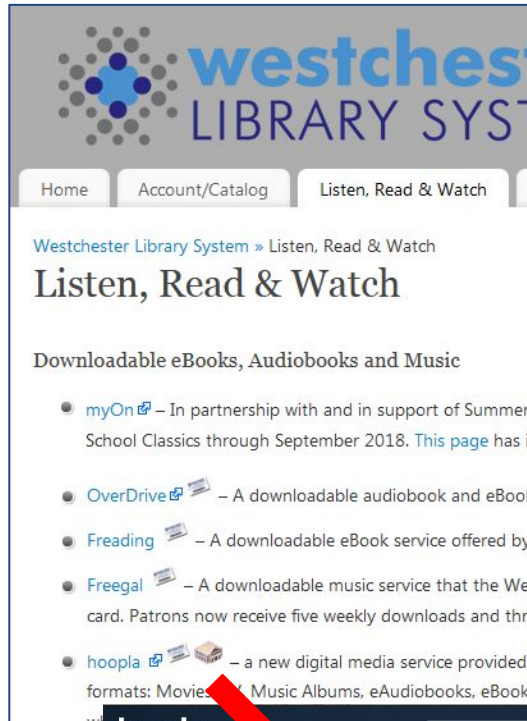 westches
LIBRARY SYS
Home Account/Catalog Listen, Read & Watch
Westchester Library System » Listen, Read & Watch
Listen, Read & Watch
Downloadable eBooks, Audiobooks and Music
myOn – In partnership with and in support of Summer
School Classics through September 2018. This page has
OverDrive – A downloadable audiobook and eBook
Freading – A downloadable eBook service offered by
Freegal – A downloadable music service that the We
card. Patrons now receive five weekly downloads and thr
hoopla – a new digital media service provided
formats: Movies Music Albums, eAudiobooks, eBook